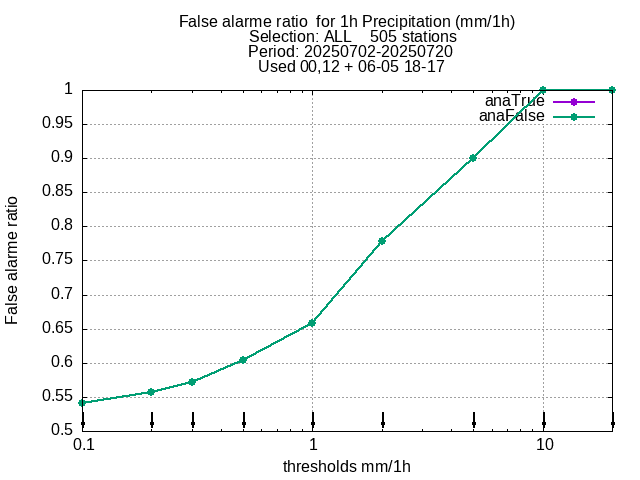 False alarme ratio  for 1h Precipitation (mm/1h)
Selection: ALL    505 stations
Period: 20250702-20250720
Used 00,12 + 06-05 18-17
anaTrue
anaFalse
1
0.95
0.9
0.85
0.8
0.75
0.7
0.65
0.6
0.55
0.5
False alarme ratio
0.1 1 10
thresholds mm/1h